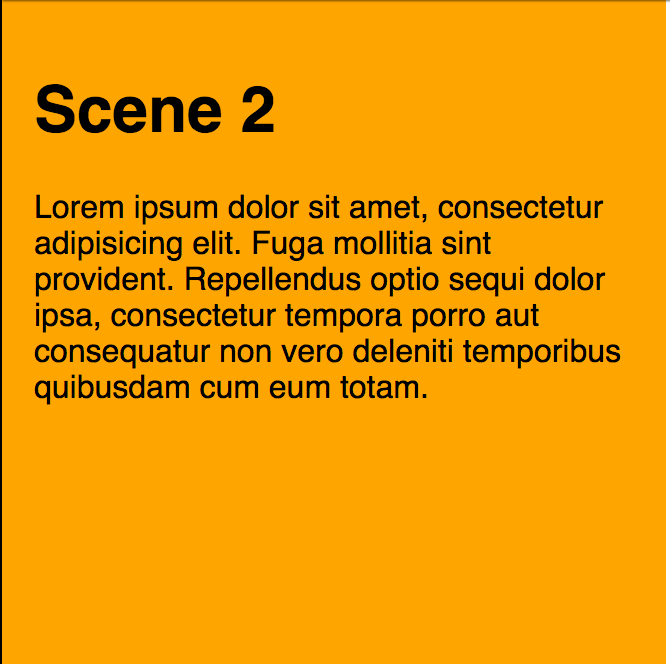 Scene 2
Lorem ipsum dolor sit amet, consectetur
adipisicing elit. Fuga mollitia sint
provident. Repellendus optio sequi dolor
ipsa, consectetur tempora porro aut
consequatur non vero deleniti temporibus
quibusdam cum eum totam.